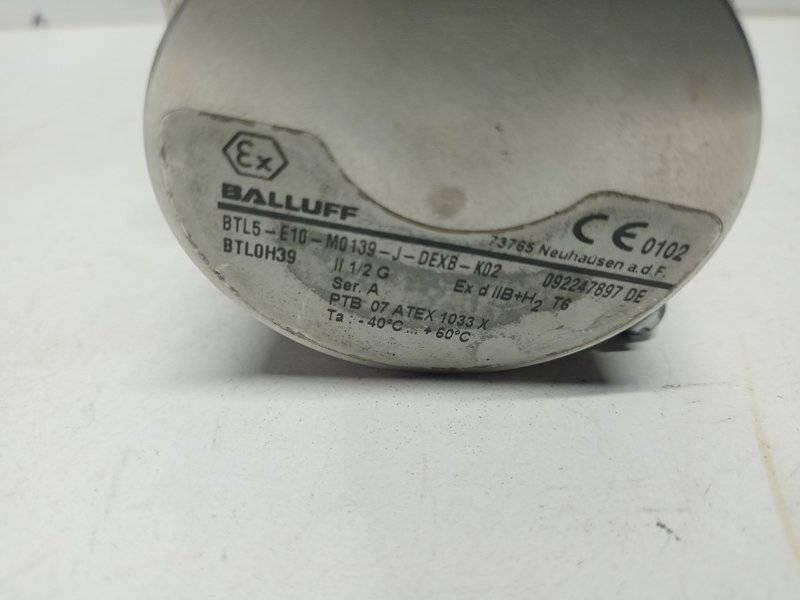 Ex
BALLUFF
CE 0102
73765 Neuhausen a.d.F.
BTL5-E10-M0139-J-DEXB-K02
092247897 DE
BTL0H39
II 1/2 G Ex d IIB+H₂ T6
Ser. A
PTB 07 ATEX 1033 X
Ta : -40°C ... +60°C